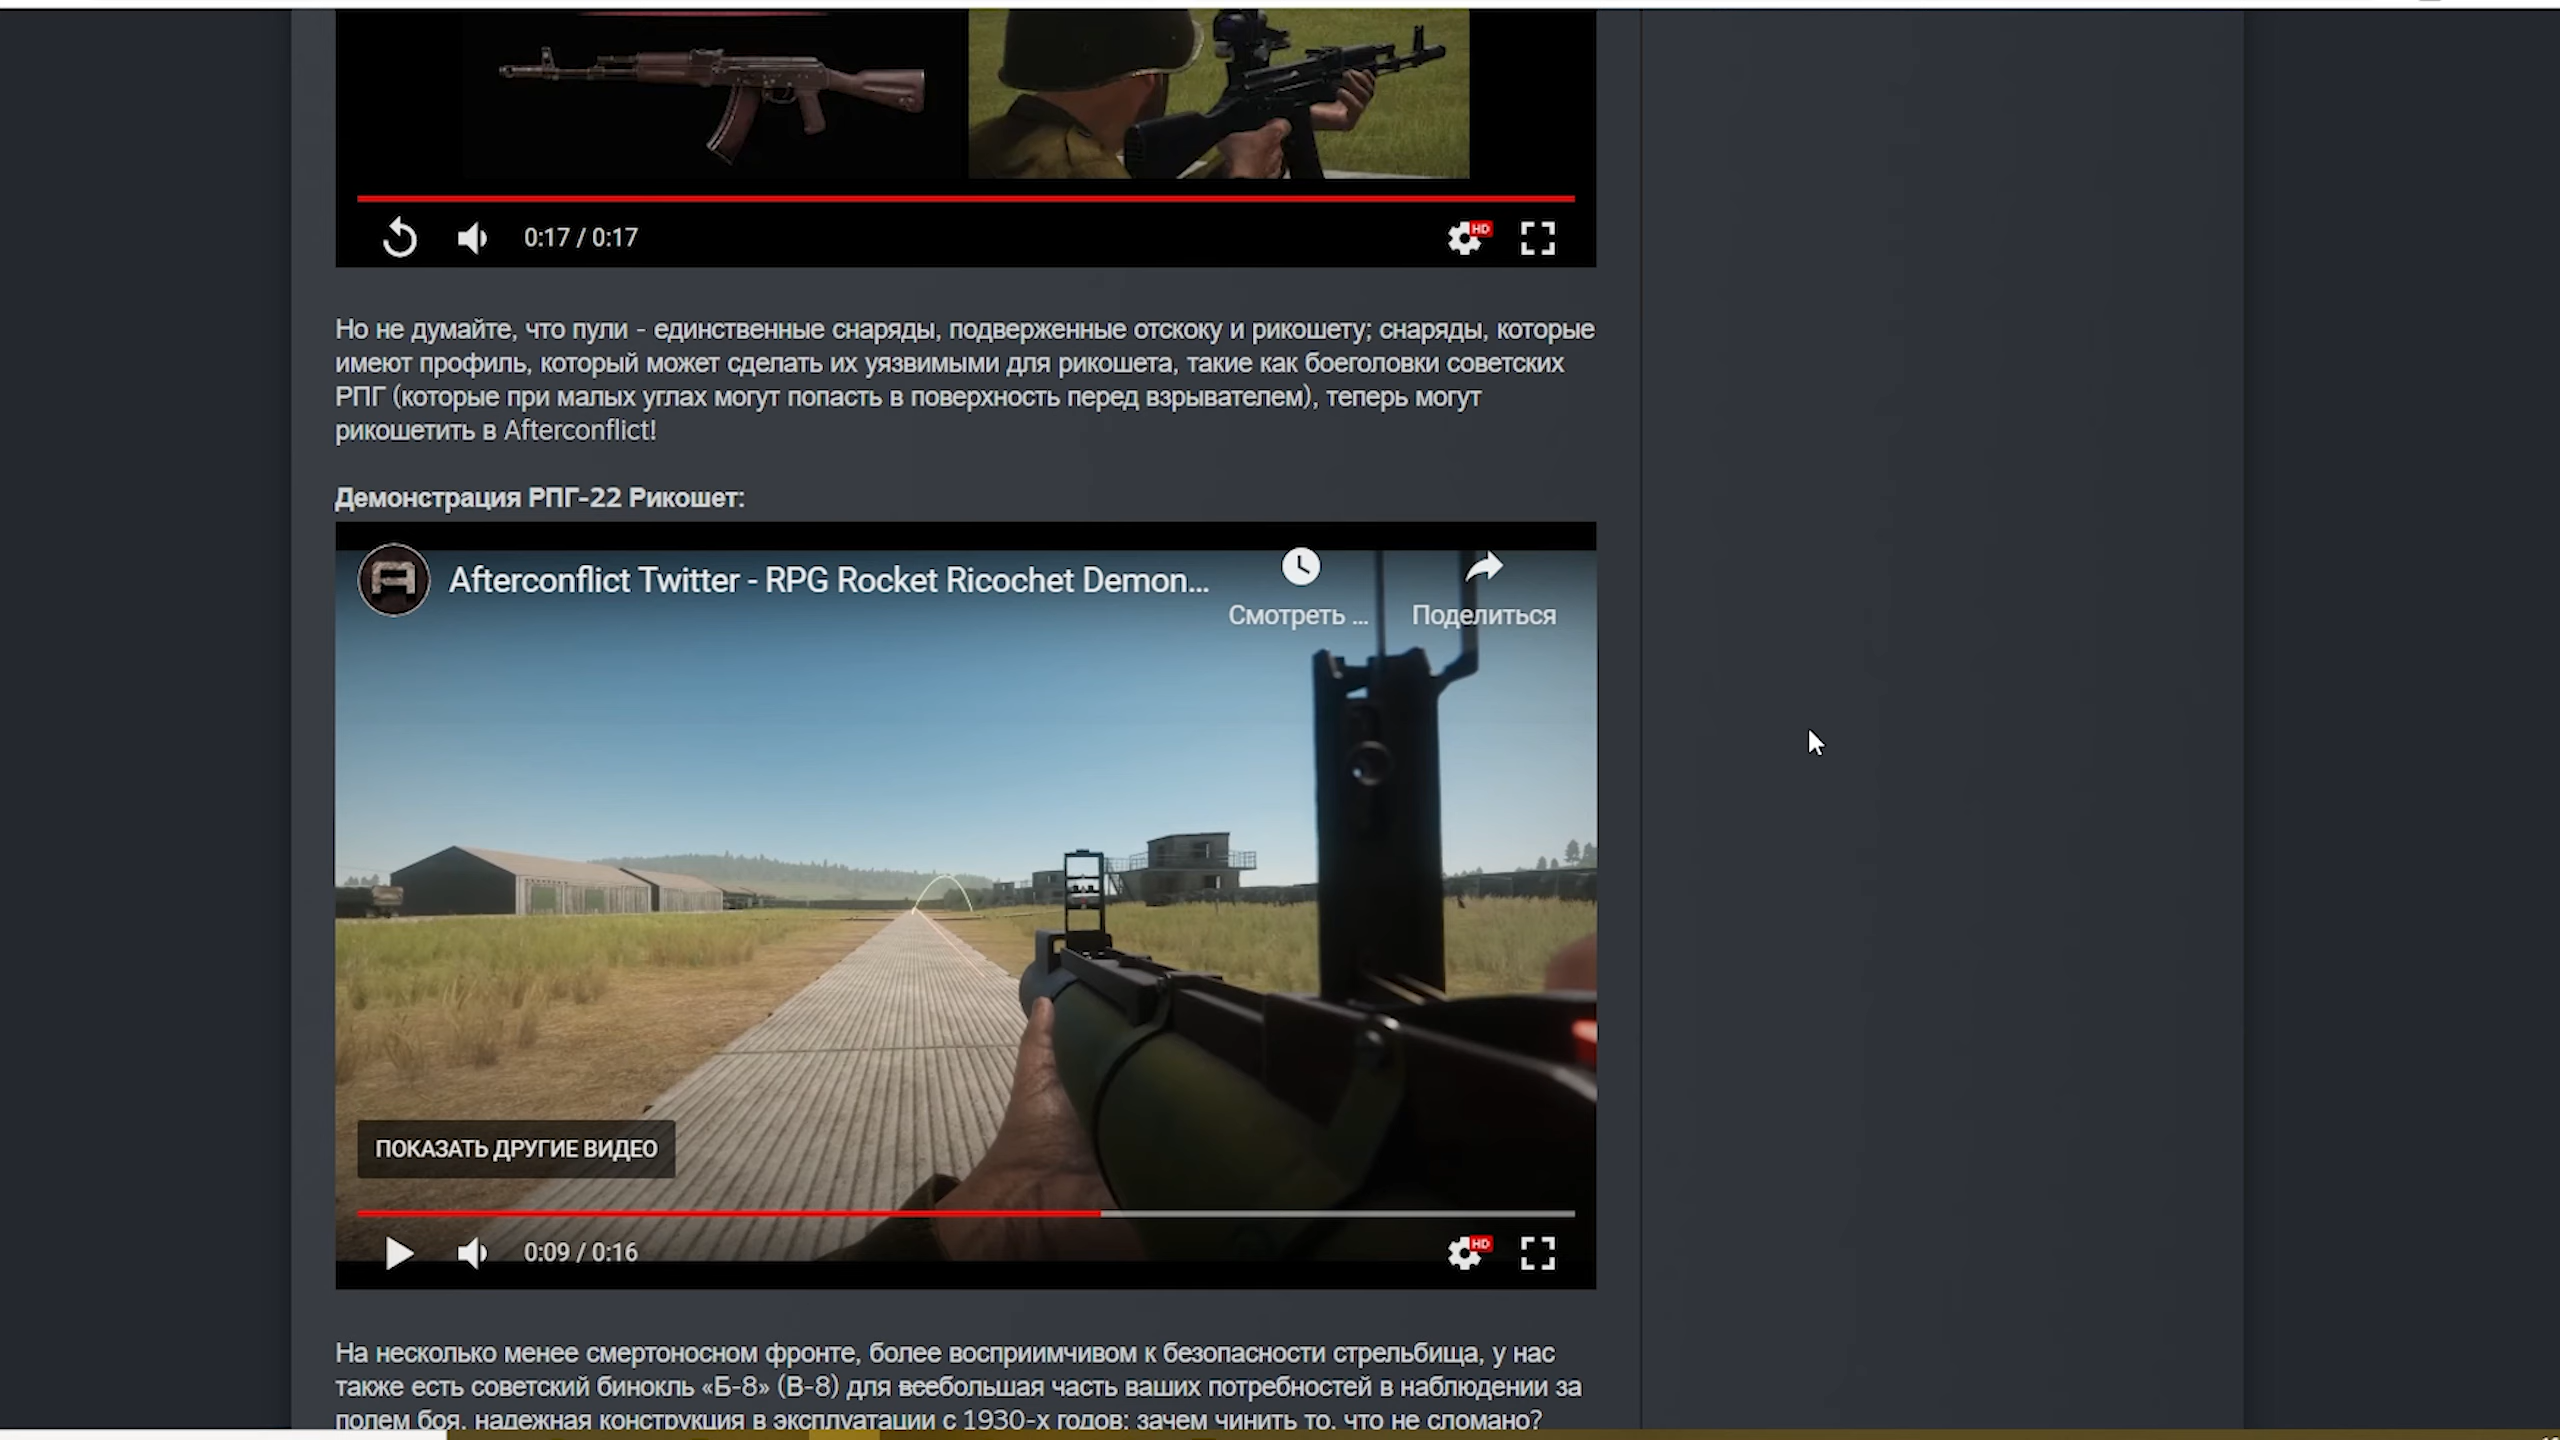 0:17 / 0:17
HD
Но не думайте, что пули - единственные снаряды, подверженные отскоку и рикошету; снаряды, которые
имеют профиль, который может сделать их уязвимыми для рикошета, такие как боеголовки советских
РПГ (которые при малых углах могут попасть в поверхность перед взрывателем), теперь могут
рикошетить в Afterconflict!
Демонстрация РПГ-22 Рикошет:
Afterconflict Twitter - RPG Rocket Ricochet Demon...
Смотреть ...
Поделиться
ПОКАЗАТЬ ДРУГИЕ ВИДЕО
0:09 / 0:16
HD
На несколько менее смертоносном фронте, более восприимчивом к безопасности стрельбища, у нас
также есть советский бинокль «Б-8» (B-8) для всебольшая часть ваших потребностей в наблюдении за
полем боя, надежная конструкция в эксплуатации с 1930-х годов: зачем чинить то, что не сломано?